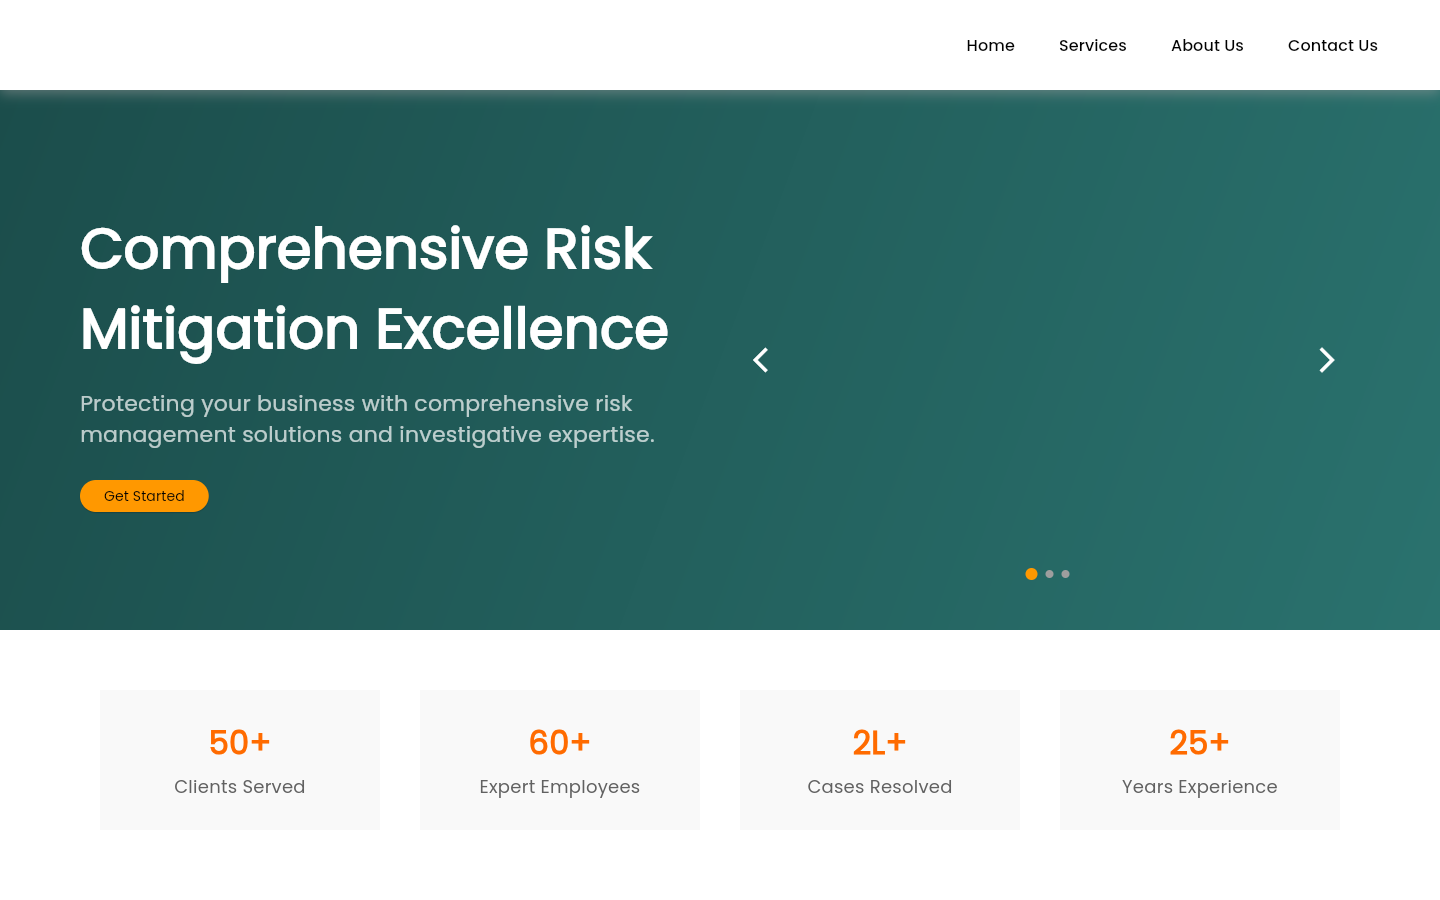 Home
Services
About Us
Contact Us
Comprehensive Risk
Mitigation Excellence
Protecting your business with comprehensive risk
management solutions and investigative expertise.
Get Started
50+
Clients Served
60+
Expert Employees
2L+
Cases Resolved
25+
Years Experience